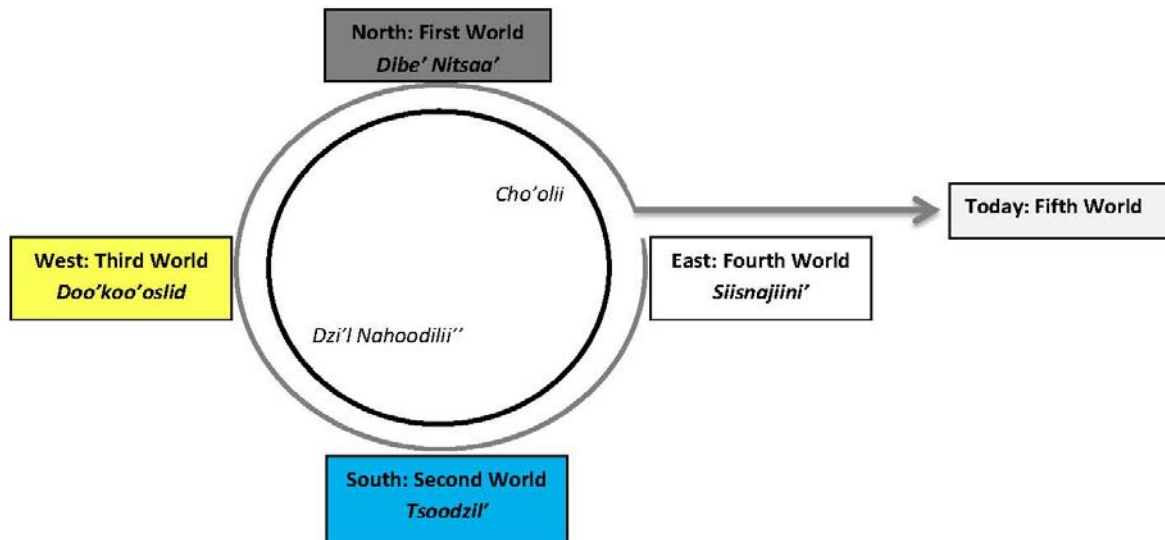 North: First World
Dibe’ Nitsaa’
Cho’olii
Today: Fifth World
West: Third World
Doo’koo’oslid
East: Fourth World
Siisnajiini’
Dzi’l Nahoodilii’’
South: Second World
Tsoodzil’